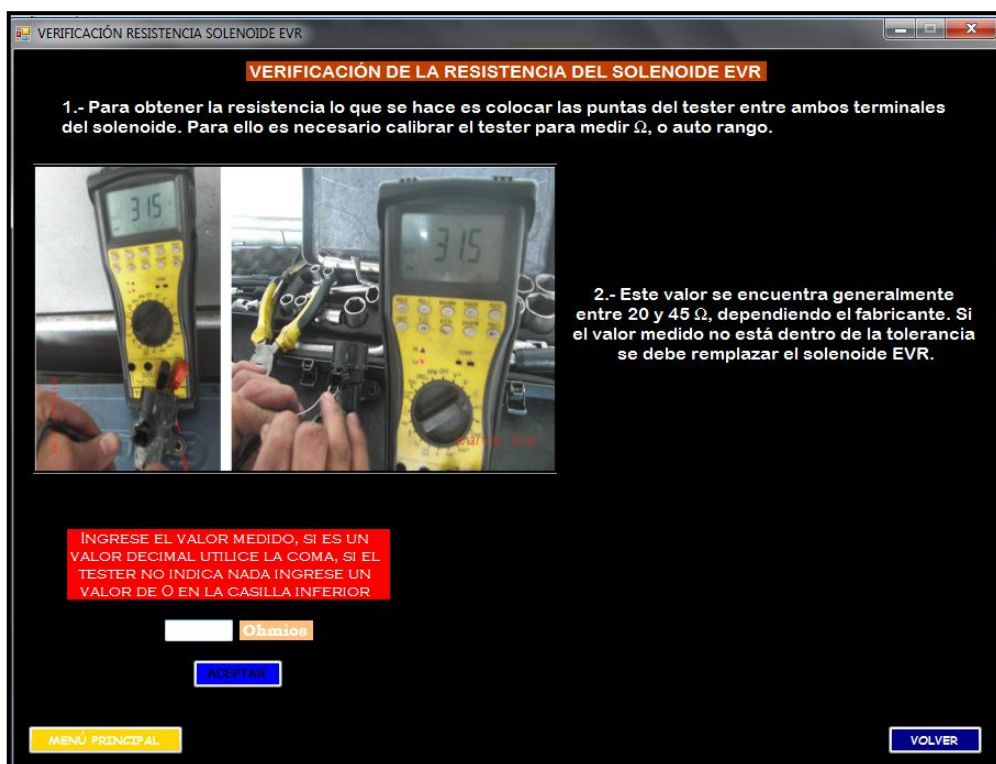 VERIFICACIÓN RESISTENCIA SOLENOIDE EVR
VERIFICACIÓN DE LA RESISTENCIA DEL SOLENOIDE EVR
1.- Para obtener la resistencia lo que se hace es colocar las puntas del tester entre ambos terminales
del solenoide. Para ello es necesario calibrar el tester para medir Ω, o auto rango.
315
315
2.- Este valor se encuentra generalmente
entre 20 y 45 Ω, dependiendo el fabricante. Si
el valor medido no está dentro de la tolerancia
se debe remplazar el solenoide EVR.
INGRESE EL VALOR MEDIDO, SI ES UN
VALOR DECIMAL UTILICE LA COMA, SI EL
TESTER NO INDICA NADA INGRESE UN
VALOR DE 0 EN LA CASILLA INFERIOR
Ohmios
ACEPTAR
MENÚ PRINCIPAL
VOLVER